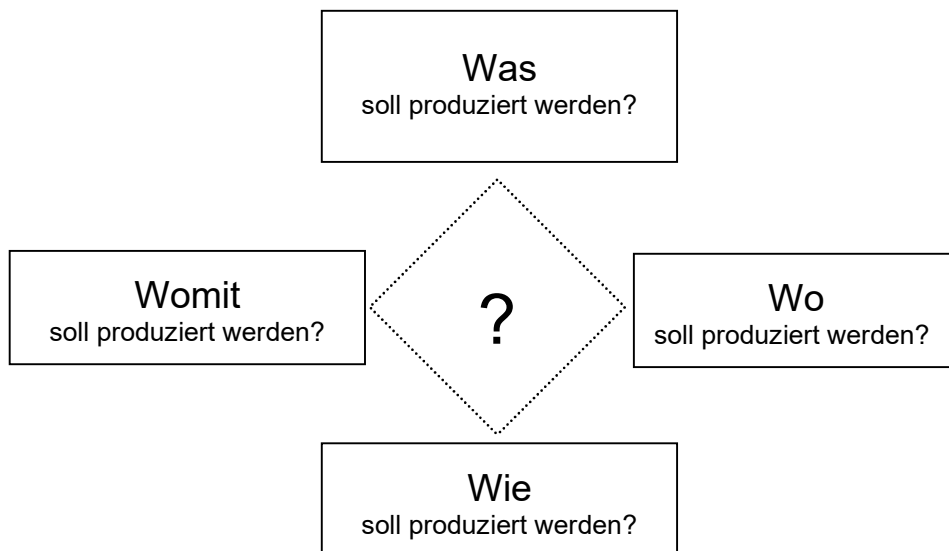 Was
soll produziert werden?
Womit
soll produziert werden?
?
Wo
soll produziert werden?
Wie
soll produziert werden?